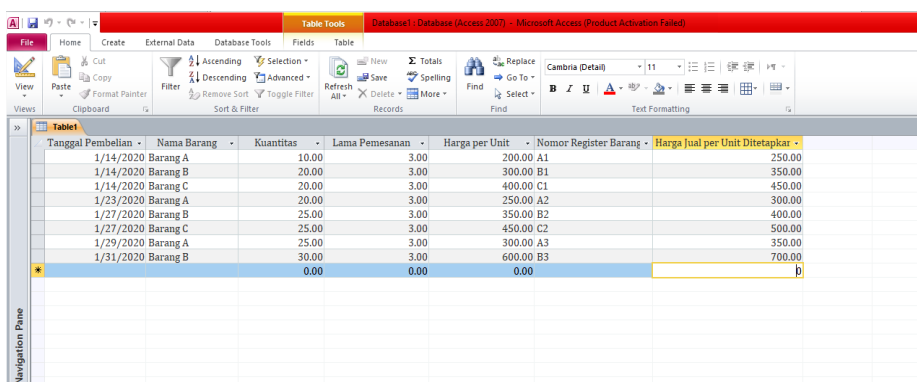 Table Tools Database1 : Database (Access 2007) - Microsoft Access (Product Activation Failed)
File Home Create External Data Database Tools Fields Table
View Paste Cut Copy Format Painter Filter Ascending Descending Remove Sort Selection Advanced Toggle Filter Refresh All New Save Delete Totals Spelling More Find Replace Go To Select Cambria (Detail) 11 B I U A
Views Clipboard Sort & Filter Records Find Text Formatting
Table1
Tanggal Pembelian Nama Barang Kuantitas Lama Pemesanan Harga per Unit Nomor Register Barang Harga Jual per Unit Ditetapkar
1/14/2020 Barang A 10.00 3.00 200.00 A1 250.00
1/14/2020 Barang B 20.00 3.00 300.00 B1 350.00
1/14/2020 Barang C 20.00 3.00 400.00 C1 450.00
1/23/2020 Barang A 20.00 3.00 250.00 A2 300.00
1/27/2020 Barang B 25.00 3.00 350.00 B2 400.00
1/27/2020 Barang C 25.00 3.00 450.00 C2 500.00
1/29/2020 Barang A 25.00 3.00 300.00 A3 350.00
1/31/2020 Barang B 30.00 3.00 600.00 B3 700.00
0.00 0.00 0.00 0
Navigation Pane